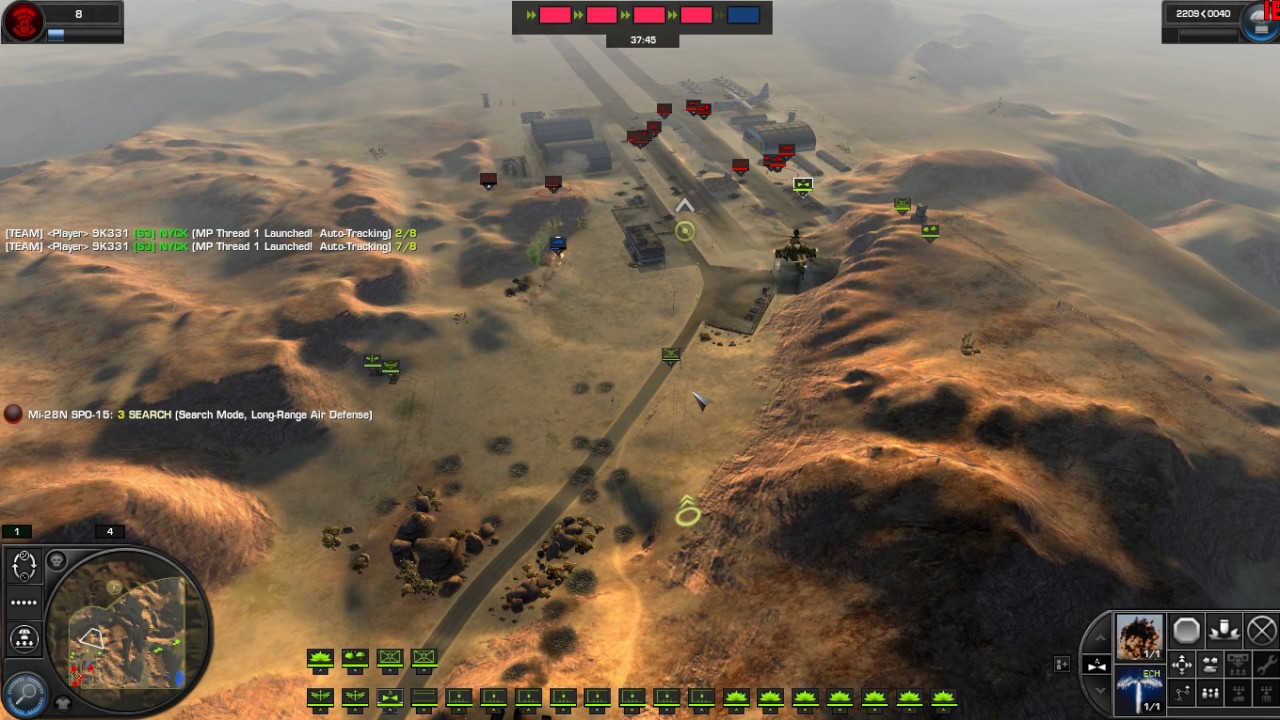 8
37:45
2209<0040
[TEAM] <Player> 9K331 [S3] NYCK (MP Thread 1 Launched! Auto-Tracking) 2/8
[TEAM] <Player> 9K331 [S3] NYCK (MP Thread 1 Launched! Auto-Tracking) 7/8
Mi-28N SPO-15: 3 SEARCH (Search Mode, Long-Range Air Defense)
1
4
1/1
ECM
1/1